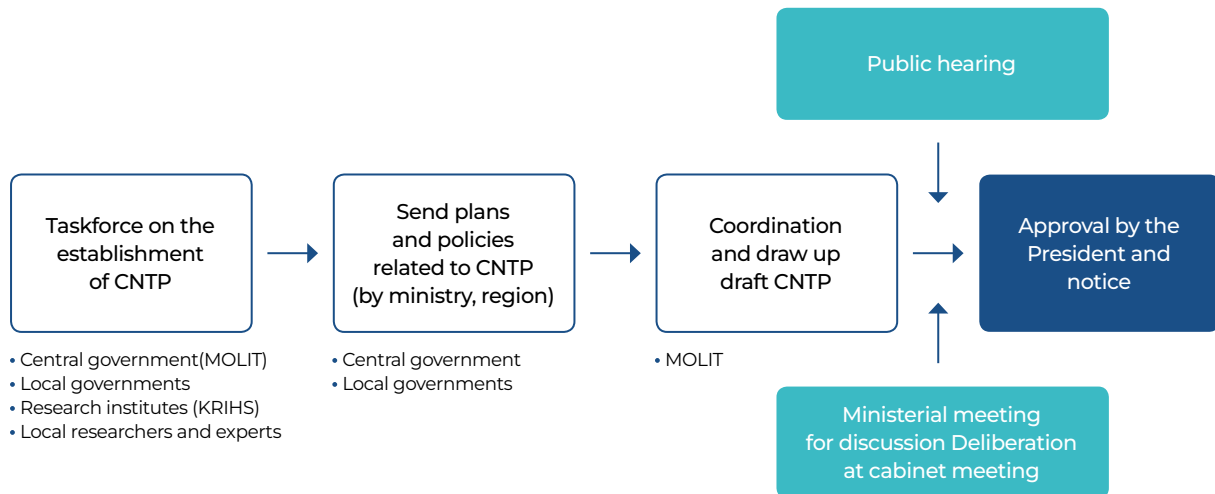 Public hearing
Taskforce on the
establishment
of CNTP
Send plans
and policies
related to CNTP
(by ministry, region)
Coordination
and draw up
draft CNTP
Approval by the
President and
notice
• Central government(MOLIT)
• Local governments
• Research institutes (KRIHS)
• Local researchers and experts
• Central government
• Local governments
• MOLIT
Ministerial meeting
for discussion Deliberation
at cabinet meeting